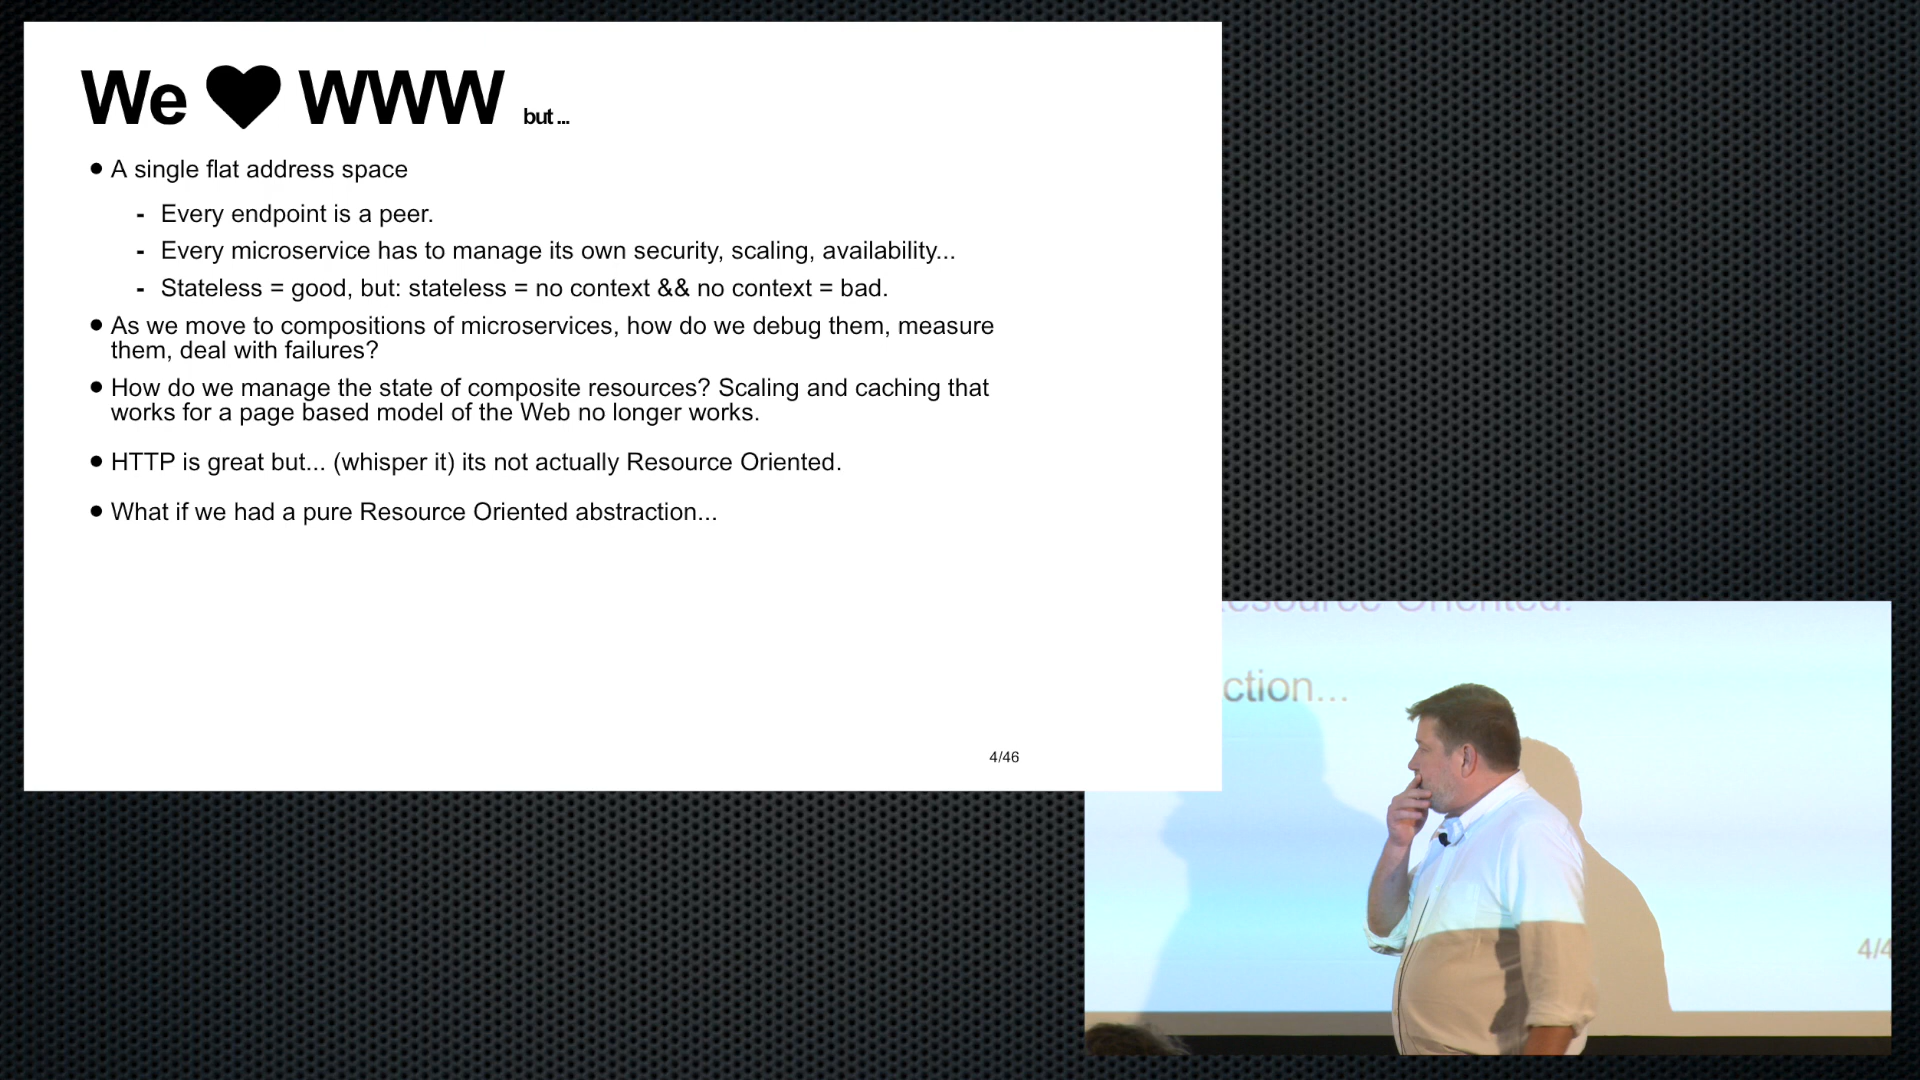 We ♥ WWW but ...
• A single flat address space
- Every endpoint is a peer.
- Every microservice has to manage its own security, scaling, availability...
- Stateless = good, but: stateless = no context && no context = bad.
• As we move to compositions of microservices, how do we debug them, measure
them, deal with failures?
• How do we manage the state of composite resources? Scaling and caching that
works for a page based model of the Web no longer works.
• HTTP is great but... (whisper it) its not actually Resource Oriented.
• What if we had a pure Resource Oriented abstraction...
4/46
esource Oriented.
ction...
4/4